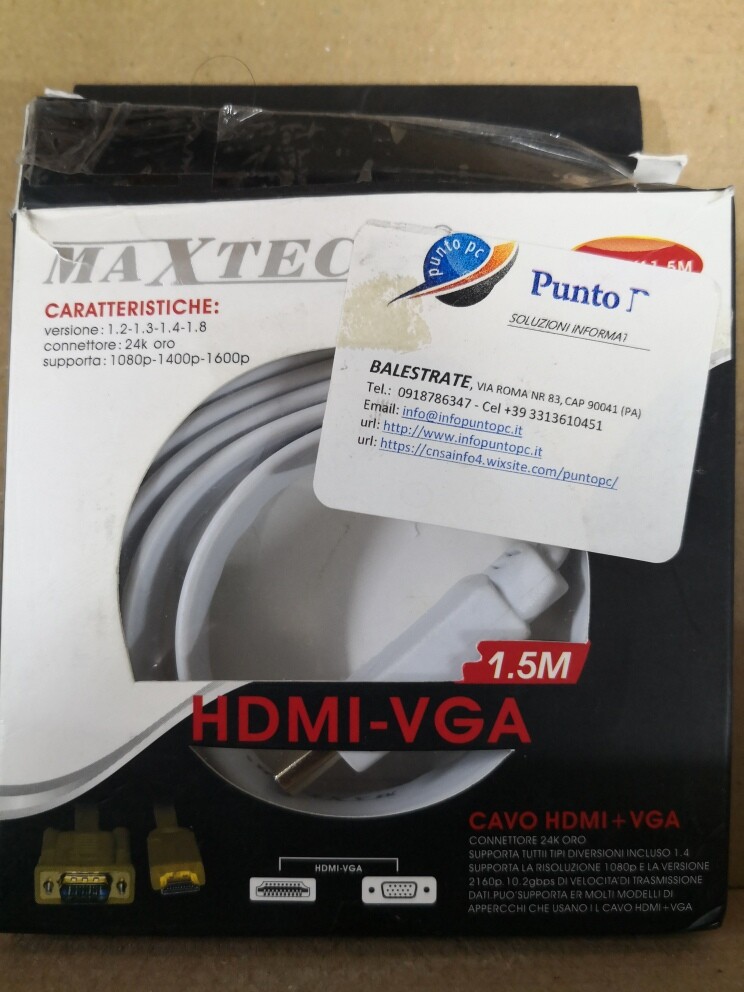 MAXTEC
1.5M
CARATTERISTICHE:
versione: 1.2-1.3-1.4-1.8
connettore: 24k oro
supporta: 1080p-1400p-1600p
punto pc
Punto
SOLUZIONI
BALESTRATE, VIA ROMA NR 83, CAP 90041 (PA)
Tel.: 0918786347 - Cel +39 3313610451
Email: info@infopuntopc.it
url: http://www.infopuntopc.it
url: https://cnsainfo4.wixsite.com/puntopc/
1.5M
HDMI-VGA
CAVO HDMI+VGA
CONNETTORE 24K ORO
SUPPORTA TUTTII TIPI DIVERSIONI INCLUSO 1.4
SUPPORTA LA RISOLUZIONE 1080p E LA VERSIONE
2160p.10.2gbps DI VELOCITA'DI TRASMISSIONE
DATI.PUO'SUPPORTA ER MOLTI MODELLI DI
APPERCCHI CHE USANO I L CAVO HDMI+VGA
HDMI-VGA